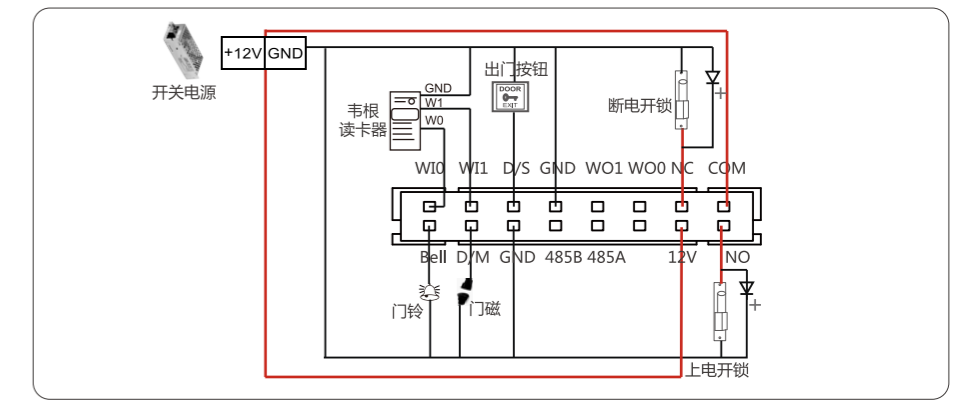 +12V GND
开关电源
出门按钮
DOOR
EXIT
GND
W1
W0
韦根
读卡器
断电开锁
+
WI0 WI1 D/S GND WO1 WO0 NC COM
Bell D/M GND 485B 485A 12V NO
门铃
门磁
+
上电开锁